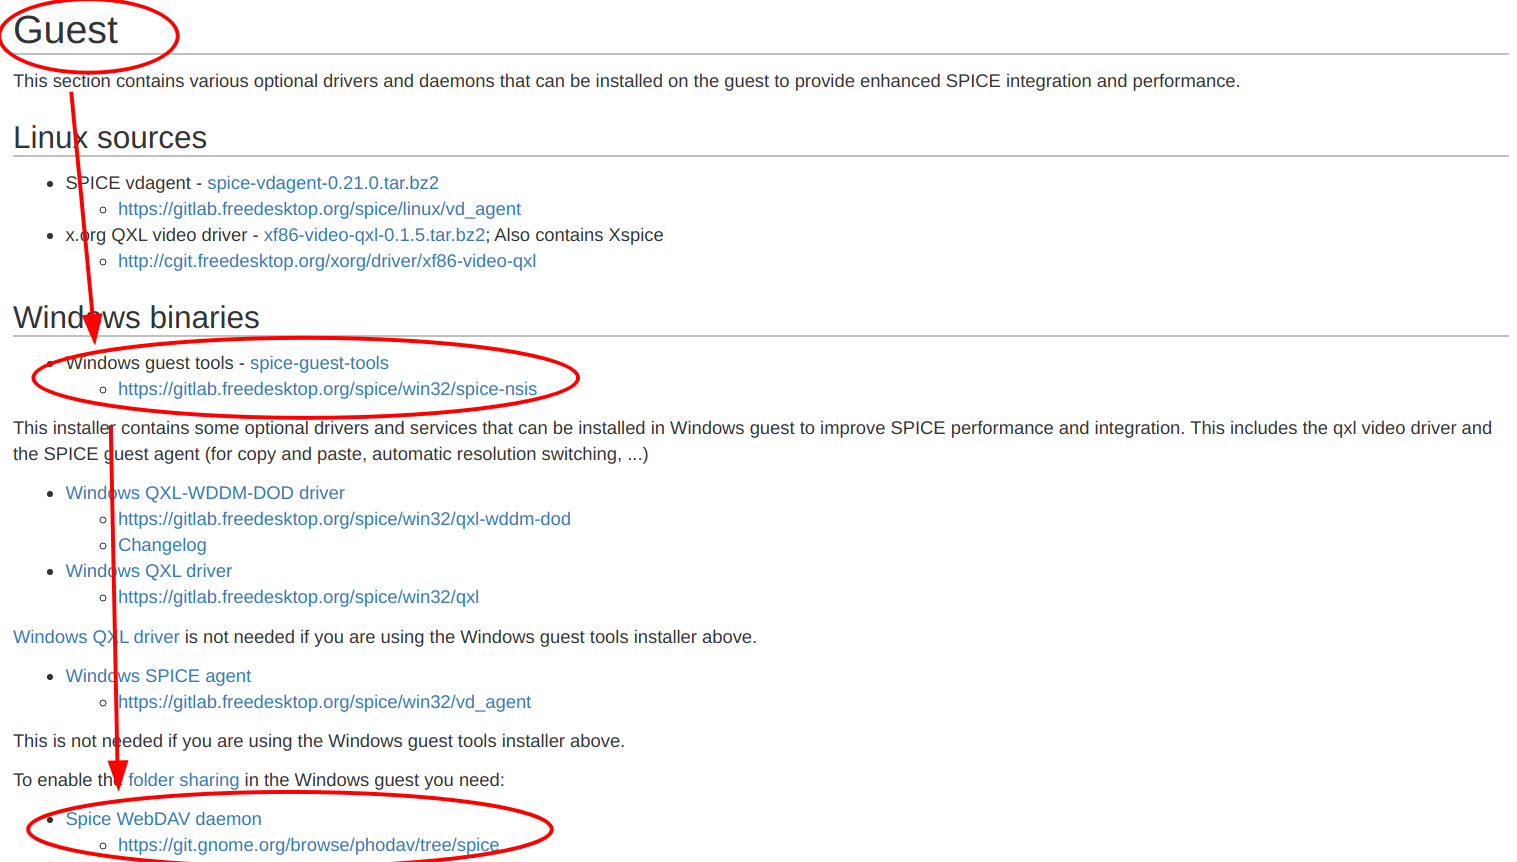 Guest
This section contains various optional drivers and daemons that can be installed on the guest to provide enhanced SPICE integration and performance.
Linux sources
SPICE vdagent - spice-vdagent-0.21.0.tar.bz2
https://gitlab.freedesktop.org/spice/linux/vd_agent
x.org QXL video driver - xf86-video-qxl-0.1.5.tar.bz2; Also contains Xspice
http://cgit.freedesktop.org/xorg/driver/xf86-video-qxl
Windows binaries
Windows guest tools - spice-guest-tools
https://gitlab.freedesktop.org/spice/win32/spice-nsis
This installer contains some optional drivers and services that can be installed in Windows guest to improve SPICE performance and integration. This includes the qxl video driver and
the SPICE guest agent (for copy and paste, automatic resolution switching, ...)
Windows QXL-WDDM-DOD driver
https://gitlab.freedesktop.org/spice/win32/qxl-wddm-dod
Changelog
Windows QXL driver
https://gitlab.freedesktop.org/spice/win32/qxl
Windows QXL driver is not needed if you are using the Windows guest tools installer above.
Windows SPICE agent
https://gitlab.freedesktop.org/spice/win32/vd_agent
This is not needed if you are using the Windows guest tools installer above.
To enable the folder sharing in the Windows guest you need:
Spice WebDAV daemon
https://git.gnome.org/browse/phodav/tree/spice